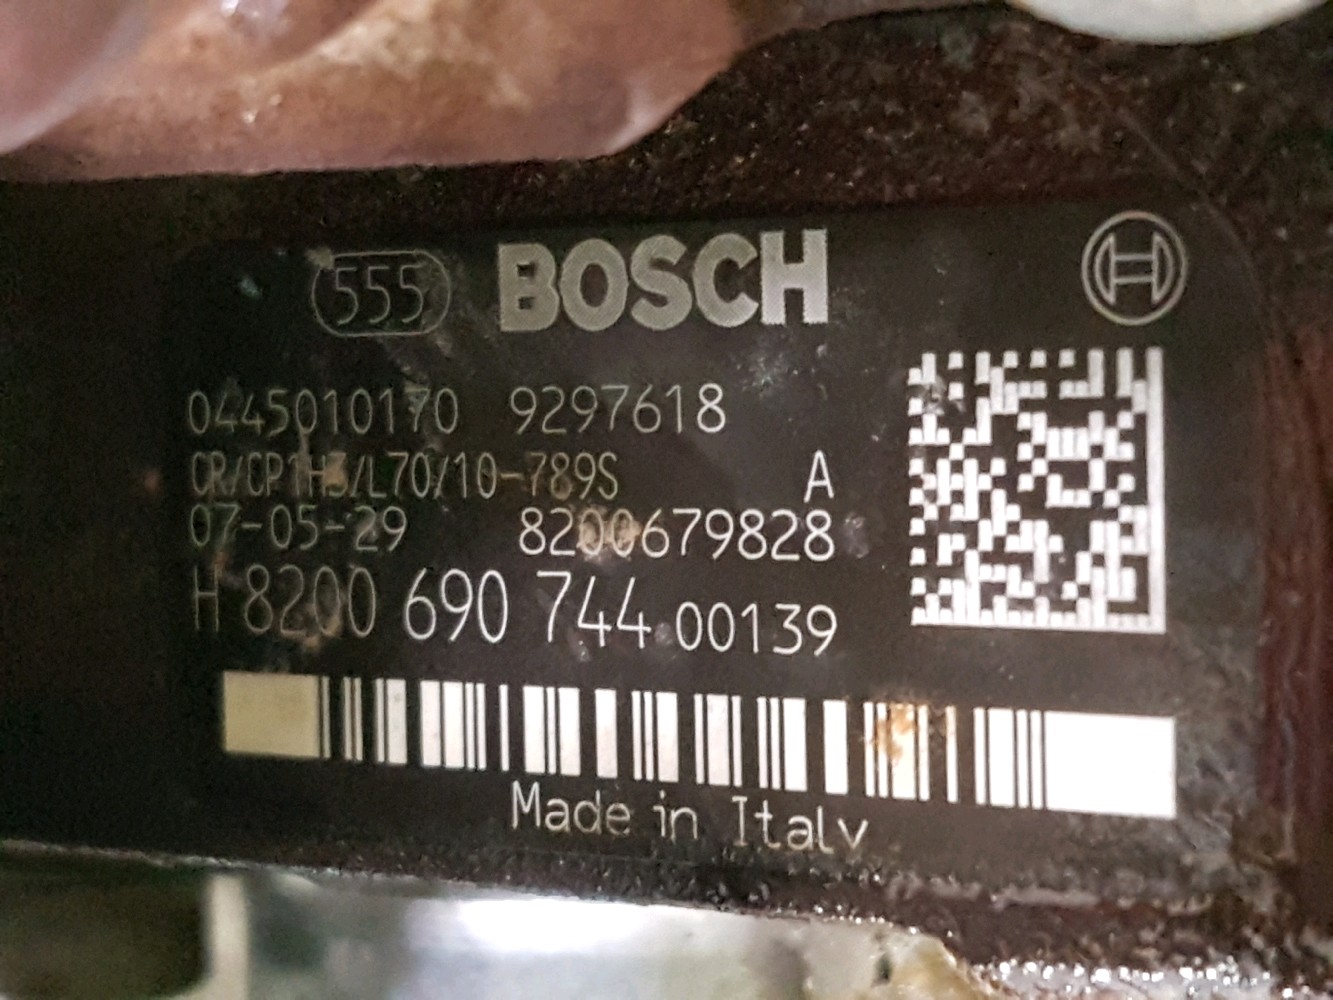 555 BOSCH
0445010170 9297618
CR/CP1H3/L70/10-789S A
07-05-29 8200679828
H 8200 690 744 00139
Made in Italy